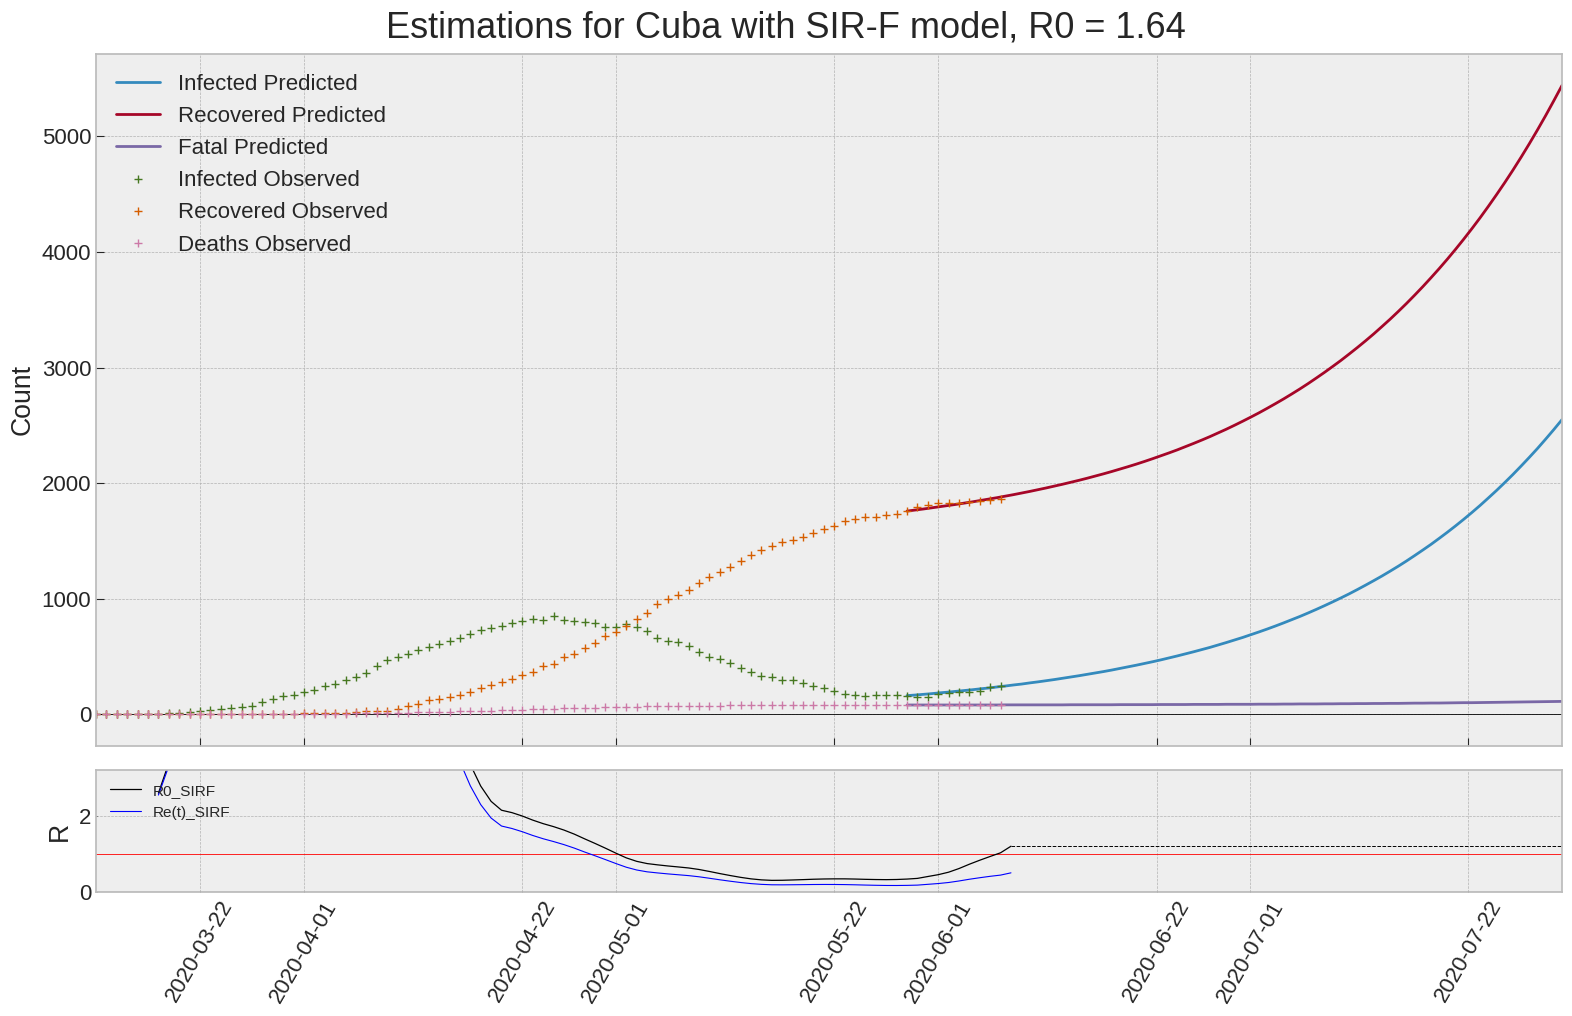 Estimations for Cuba with SIR-F model, R0 = 1.64
Infected Predicted
Recovered Predicted
Fatal Predicted
Infected Observed
Recovered Observed
Deaths Observed
5000
4000
3000
2000
1000
0
Count
R0_SIRF
Re(t)_SIRF
2
0
R
2020-03-22
2020-04-01
2020-04-22
2020-05-01
2020-05-22
2020-06-01
2020-06-22
2020-07-01
2020-07-22